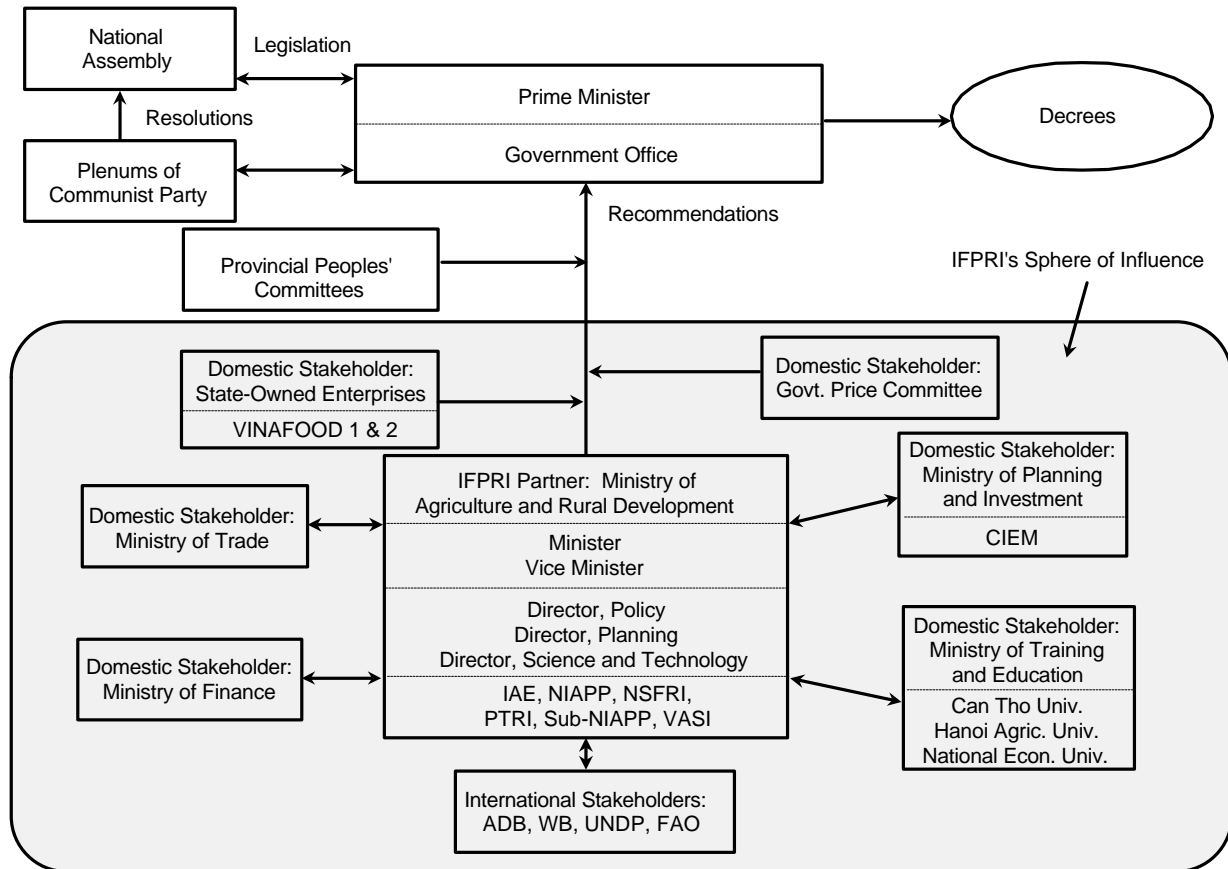 National
Assembly
Legislation
Prime Minister
Government Office
Decrees
Resolutions
Plenums of
Communist Party
Recommendations
Provincial Peoples'
Committees
IFPRI's Sphere of Influence
Domestic Stakeholder:
State-Owned Enterprises
VINAFOOD 1 & 2
Domestic Stakeholder:
Govt. Price Committee
IFPRI Partner: Ministry of
Agriculture and Rural Development
Minister
Vice Minister
Director, Policy
Director, Planning
Director, Science and Technology
IAE, NIAPP, NSFRI,
PTRI, Sub-NIAPP, VASI
Domestic Stakeholder:
Ministry of Trade
Domestic Stakeholder:
Ministry of Planning
and Investment
CIEM
Domestic Stakeholder:
Ministry of Finance
Domestic Stakeholder:
Ministry of Training
and Education
Can Tho Univ.
Hanoi Agric. Univ.
National Econ. Univ.
International Stakeholders:
ADB, WB, UNDP, FAO